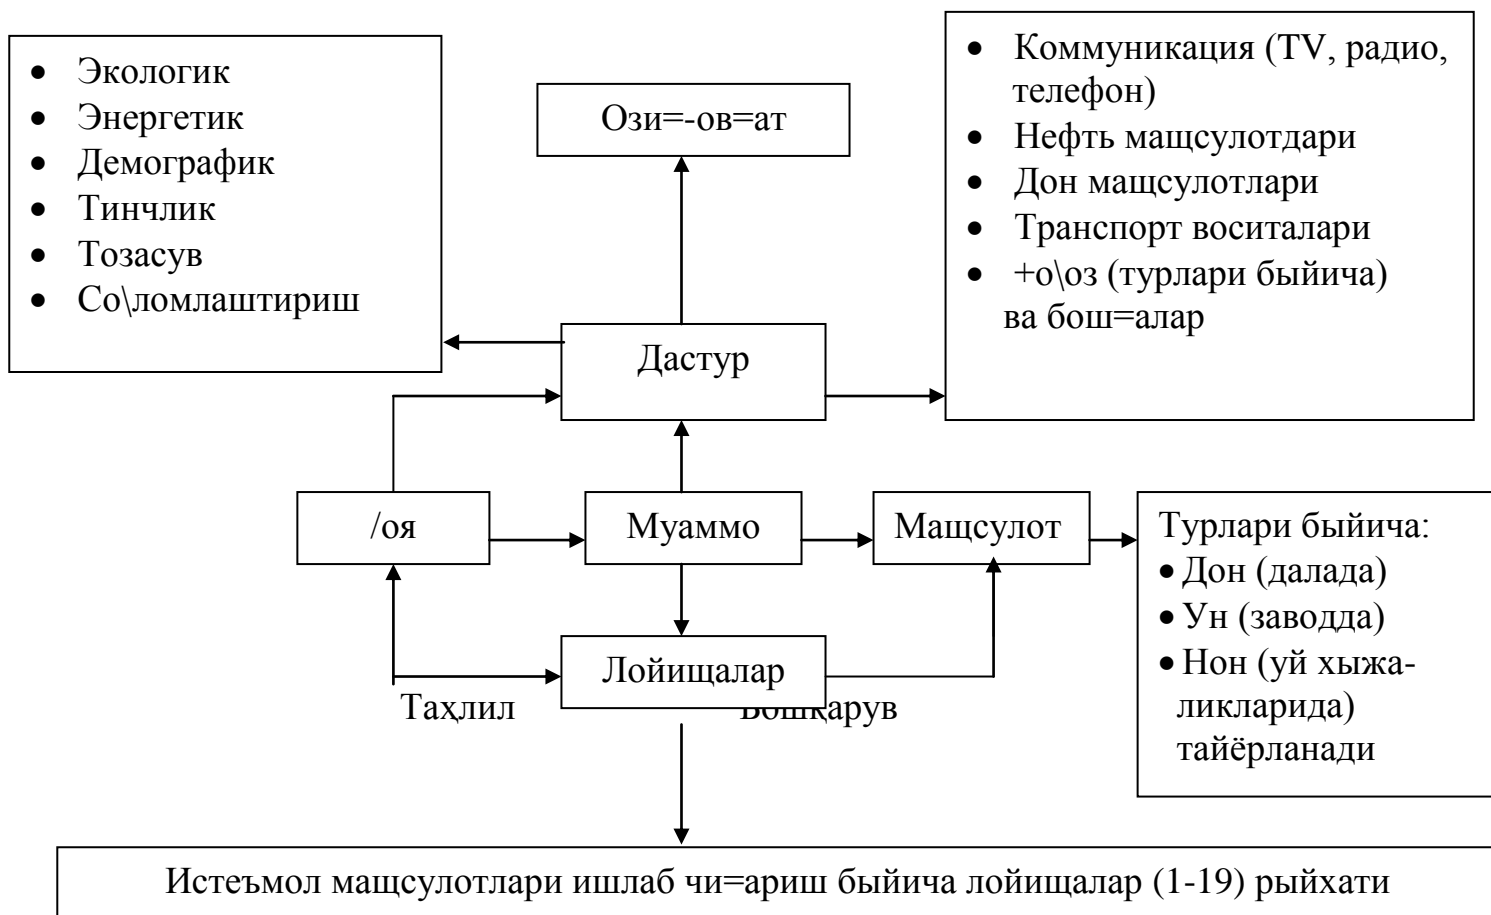 • Экологик
• Энергетик
• Демографик
• Тинчлик
• Тозасув
• Со\ломлаштириш
Ози=-ов=ат
• Коммуникация (TV, радио,
телефон)
• Нефть мащсулотдари
• Дон мащсулотлари
• Транспорт воситалари
• +о\оз (турлари быйича)
ва бош=алар
Дастур
/оя
Муаммо
Мащсулот
Турлари быйича:
• Дон (далада)
• Ун (заводда)
• Нон (уй хыжа-
ликларида)
тайёрланади
Лойищалар
Таҳлил
Бошқарув
Истеъмол мащсулотлари ишлаб чи=ариш быйича лойищалар (1-19) рыйхати